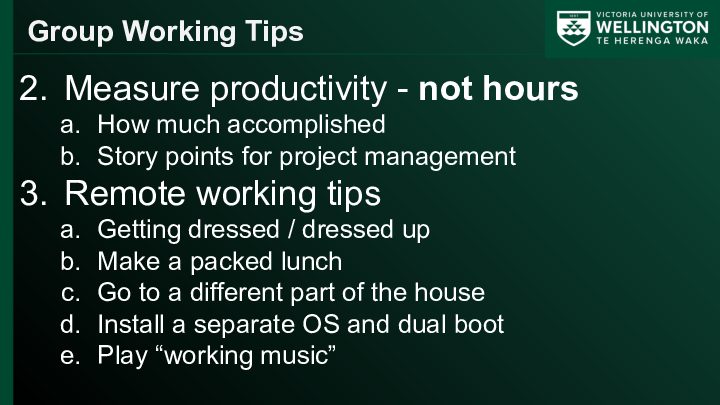 Group Working Tips
VICTORIA UNIVERSITY OF
WELLINGTON
TE HERENGA WAKA
2. Measure productivity - not hours
a. How much accomplished
b. Story points for project management
3. Remote working tips
a. Getting dressed / dressed up
b. Make a packed lunch
c. Go to a different part of the house
d. Install a separate OS and dual boot
e. Play “working music”